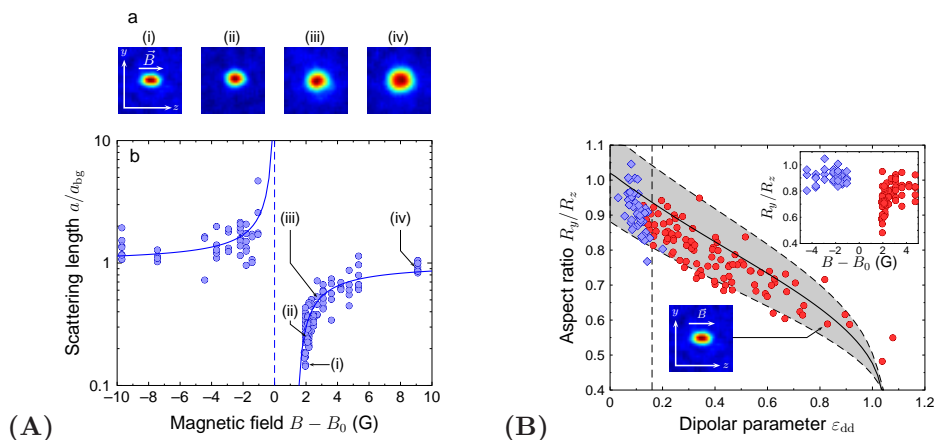 a
(i) (ii) (iii) (iv)
y
B
z
b
Scattering length a/a_bg
10
1
0.1
(iii)
(iv)
(ii)
(i)
–10 –8 –6 –4 –2 0 2 4 6 8 10
Magnetic field B – B₀ (G)
(A)
Aspect ratio R_y/R_z
1.1
1.0
0.9
0.8
0.7
0.6
0.5
0.4
R_y/R_z
1.0
0.8
0.6
0.4
-4 -2 0 2 4
B – B₀ (G)
y
B
z
0 0.2 0.4 0.6 0.8 1.0 1.2
Dipolar parameter ε_dd
(B)